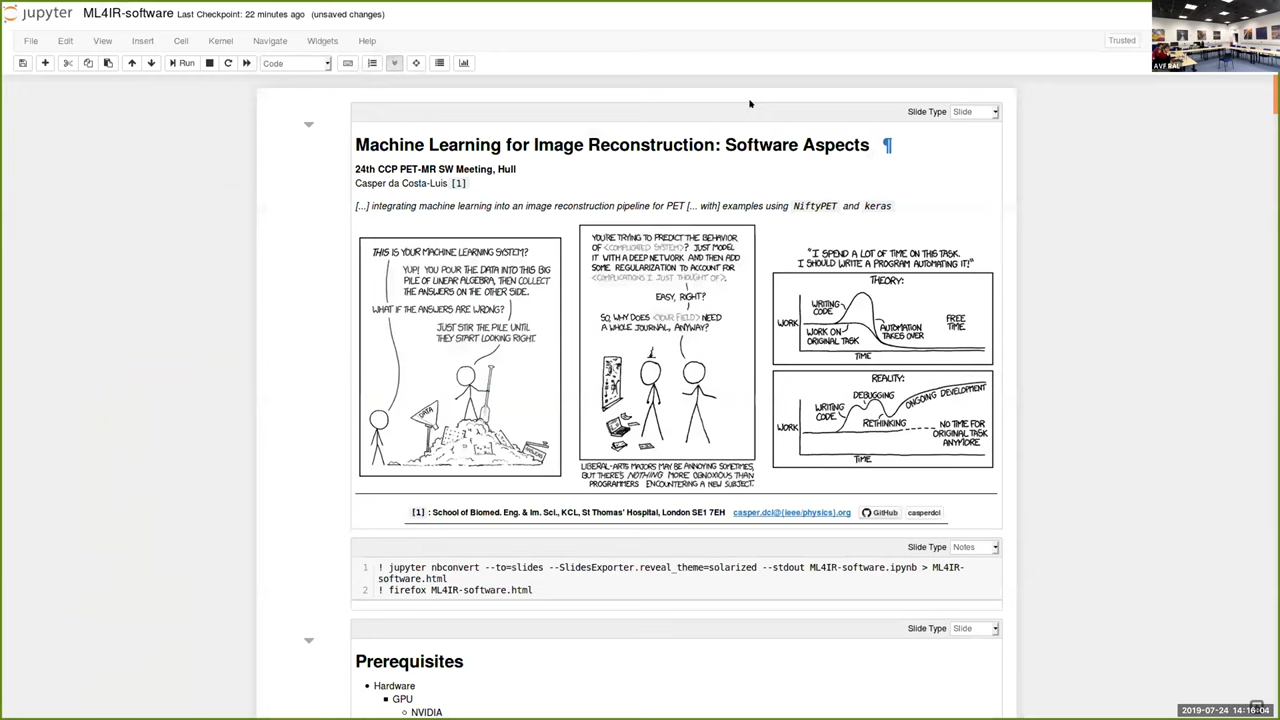 jupyter ML4IR-software Last Checkpoint: 22 minutes ago (unsaved changes)
File Edit View Insert Cell Kernel Navigate Widgets Help
Trusted
Run Code
AVF RAL
Slide Type Slide
Machine Learning for Image Reconstruction: Software Aspects ¶
24th CCP PET-MR SW Meeting, Hull
Casper da Costa-Luis [1]
[...] integrating machine learning into an image reconstruction pipeline for PET [... with] examples using NiftyPET and keras
THIS IS YOUR MACHINE LEARNING SYSTEM?
YUP! YOU POUR THE DATA INTO THIS BIG
PILE OF LINEAR ALGEBRA, THEN COLLECT
THE ANSWERS ON THE OTHER SIDE.
WHAT IF THE ANSWERS ARE WRONG?
JUST STIR THE PILE UNTIL
THEY START LOOKING RIGHT.
DATA
YOU'RE TRYING TO PREDICT THE BEHAVIOR
OF <COMPLICATED SYSTEM>? JUST MODEL
IT WITH A DEEP NETWORK AND THEN ADD
SOME REGULARIZATION TO ACCOUNT FOR
<COMPLICATIONS I JUST THOUGHT OF>.
EASY, RIGHT?
SO, WHY DOES <YOUR FIELD> NEED
A WHOLE JOURNAL, ANYWAY?
LIBERAL-ARTS MAJORS MAY BE ANNOYING SOMETIMES,
BUT THERE'S NOTHING MORE OBNOXIOUS THAN
PROGRAMMERS ENCOUNTERING A NEW SUBJECT.
"I SPEND A LOT OF TIME ON THIS TASK.
I SHOULD WRITE A PROGRAM AUTOMATING IT!"
THEORY:
WRITING
CODE
WORK
WORK ON
ORIGINAL TASK
AUTOMATION
TAKES OVER
FREE
TIME
TIME
REALITY:
WRITING
CODE
DEBUGGING
ONGOING DEVELOPMENT
WORK
RETHINKING
NO TIME FOR
ORIGINAL TASK
ANYMORE
TIME
[1] : School of Biomed. Eng. & Im. Sci., KCL, St Thomas' Hospital, London SE1 7EH casper.dcl@{ieee/physics}.org GitHub casperdcl
Slide Type Notes
1 ! jupyter nbconvert --to=slides --SlidesExporter.reveal_theme=solarized --stdout ML4IR-software.ipynb > ML4IR-
software.html
2 ! firefox ML4IR-software.html
Slide Type Slide
Prerequisites
Hardware
GPU
NVIDIA
2019-07-24 14:16:04